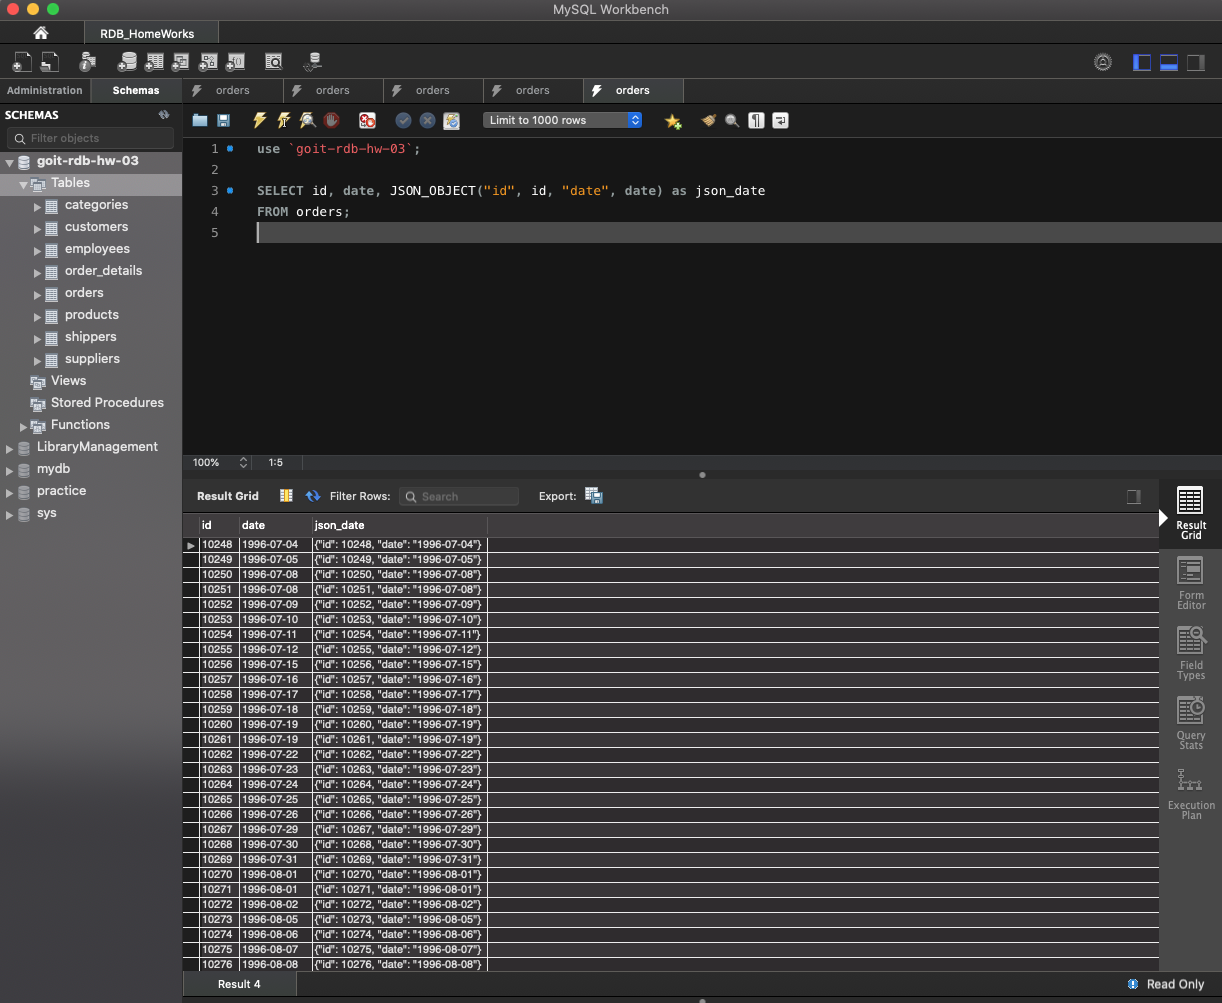 MySQL Workbench
RDB_HomeWorks
Administration Schemas orders orders orders orders orders
SCHEMAS
Filter objects
Limit to 1000 rows
goit-rdb-hw-03
Tables
categories
customers
employees
order_details
orders
products
shippers
suppliers
Views
Stored Procedures
Functions
LibraryManagement
mydb
practice
sys
1 use `goit-rdb-hw-03`;
2
3 SELECT id, date, JSON_OBJECT("id", id, "date", date) as json_date
4 FROM orders;
5
100% 1:5
Result Grid Filter Rows: Search Export:
id date json_date
10248 1996-07-04 {"id": 10248, "date": "1996-07-04"}
10249 1996-07-05 {"id": 10249, "date": "1996-07-05"}
10250 1996-07-08 {"id": 10250, "date": "1996-07-08"}
10251 1996-07-08 {"id": 10251, "date": "1996-07-08"}
10252 1996-07-09 {"id": 10252, "date": "1996-07-09"}
10253 1996-07-10 {"id": 10253, "date": "1996-07-10"}
10254 1996-07-11 {"id": 10254, "date": "1996-07-11"}
10255 1996-07-12 {"id": 10255, "date": "1996-07-12"}
10256 1996-07-15 {"id": 10256, "date": "1996-07-15"}
10257 1996-07-16 {"id": 10257, "date": "1996-07-16"}
10258 1996-07-17 {"id": 10258, "date": "1996-07-17"}
10259 1996-07-18 {"id": 10259, "date": "1996-07-18"}
10260 1996-07-19 {"id": 10260, "date": "1996-07-19"}
10261 1996-07-19 {"id": 10261, "date": "1996-07-19"}
10262 1996-07-22 {"id": 10262, "date": "1996-07-22"}
10263 1996-07-23 {"id": 10263, "date": "1996-07-23"}
10264 1996-07-24 {"id": 10264, "date": "1996-07-24"}
10265 1996-07-25 {"id": 10265, "date": "1996-07-25"}
10266 1996-07-26 {"id": 10266, "date": "1996-07-26"}
10267 1996-07-29 {"id": 10267, "date": "1996-07-29"}
10268 1996-07-30 {"id": 10268, "date": "1996-07-30"}
10269 1996-07-31 {"id": 10269, "date": "1996-07-31"}
10270 1996-08-01 {"id": 10270, "date": "1996-08-01"}
10271 1996-08-01 {"id": 10271, "date": "1996-08-01"}
10272 1996-08-02 {"id": 10272, "date": "1996-08-02"}
10273 1996-08-05 {"id": 10273, "date": "1996-08-05"}
10274 1996-08-06 {"id": 10274, "date": "1996-08-06"}
10275 1996-08-07 {"id": 10275, "date": "1996-08-07"}
10276 1996-08-08 {"id": 10276, "date": "1996-08-08"}
Result
Grid
Form
Editor
Field
Types
Query
Stats
Execution
Plan
Result 4 Read Only